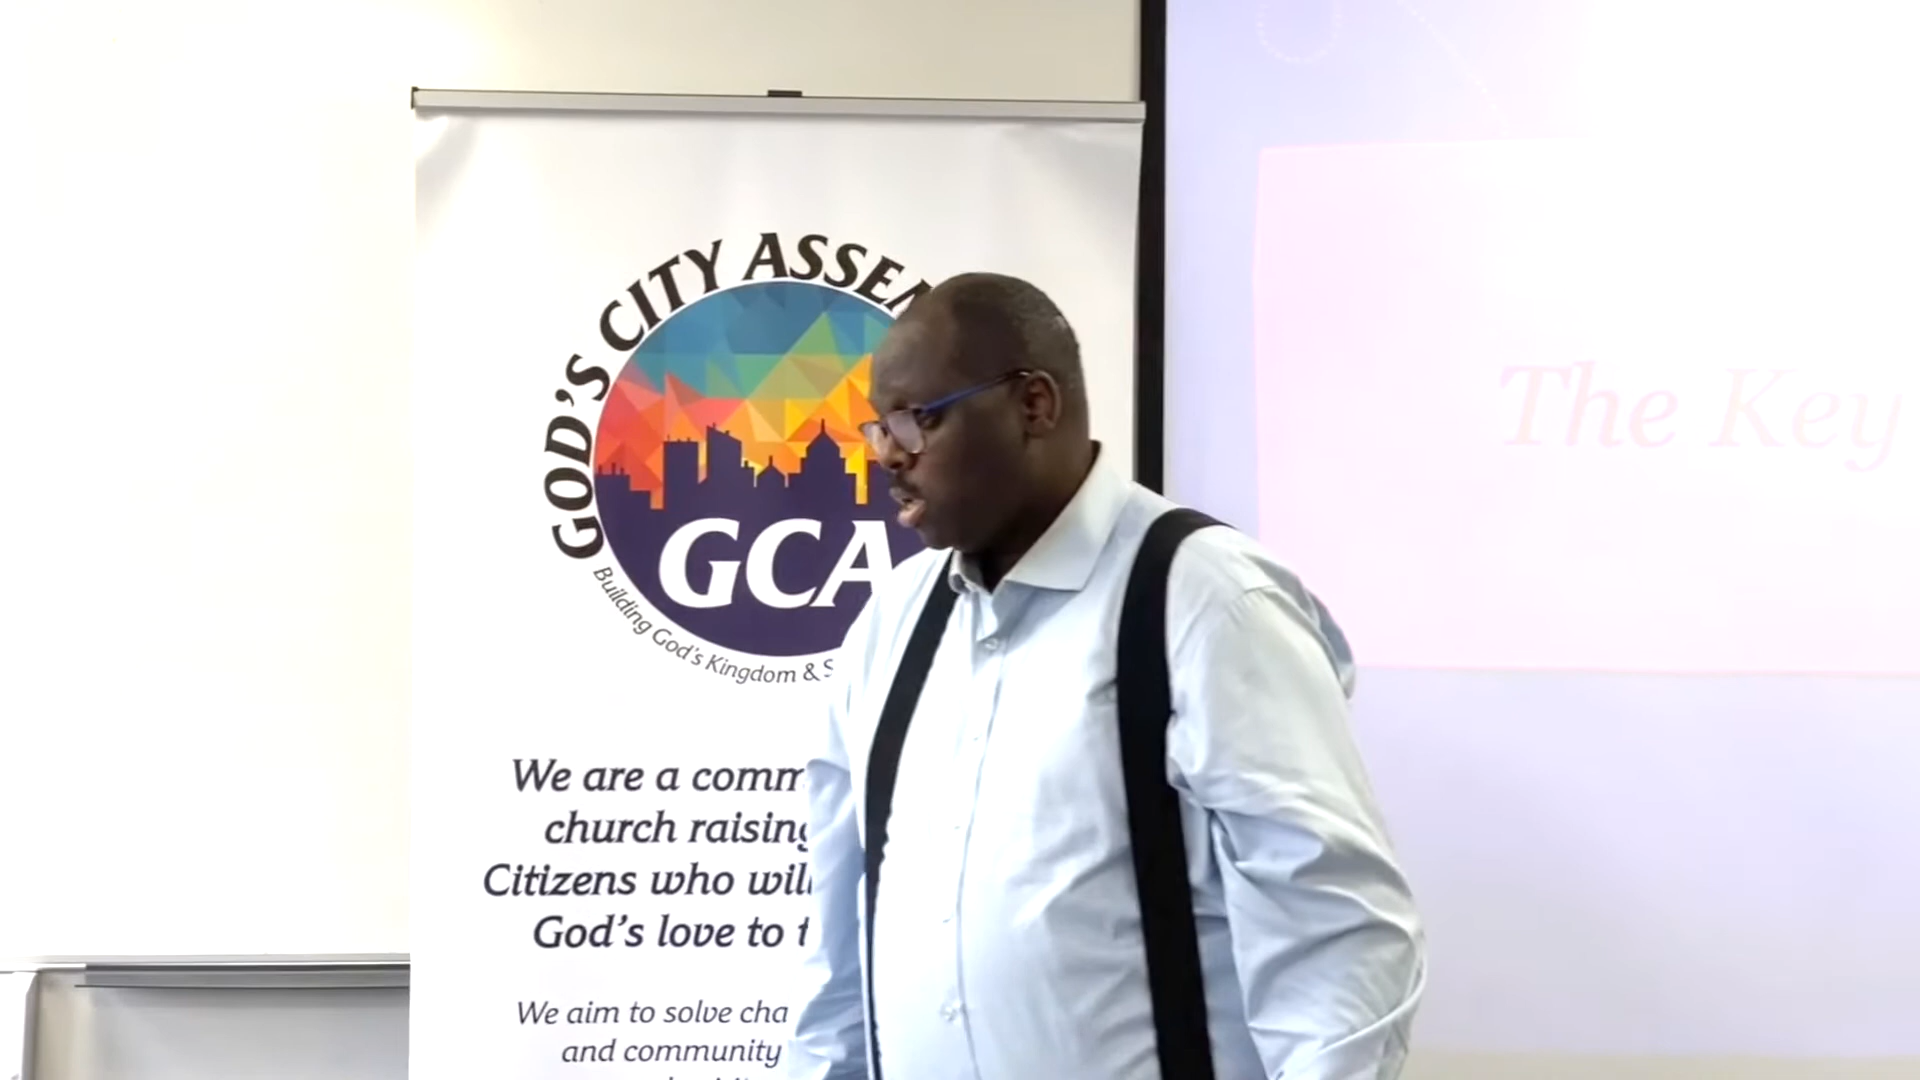 GOD'S CITY ASSEM
GCA
Building God's Kingdom & S
We are a comm
church raising
Citizens who will
God's love to t
We aim to solve cha
and community
The Key